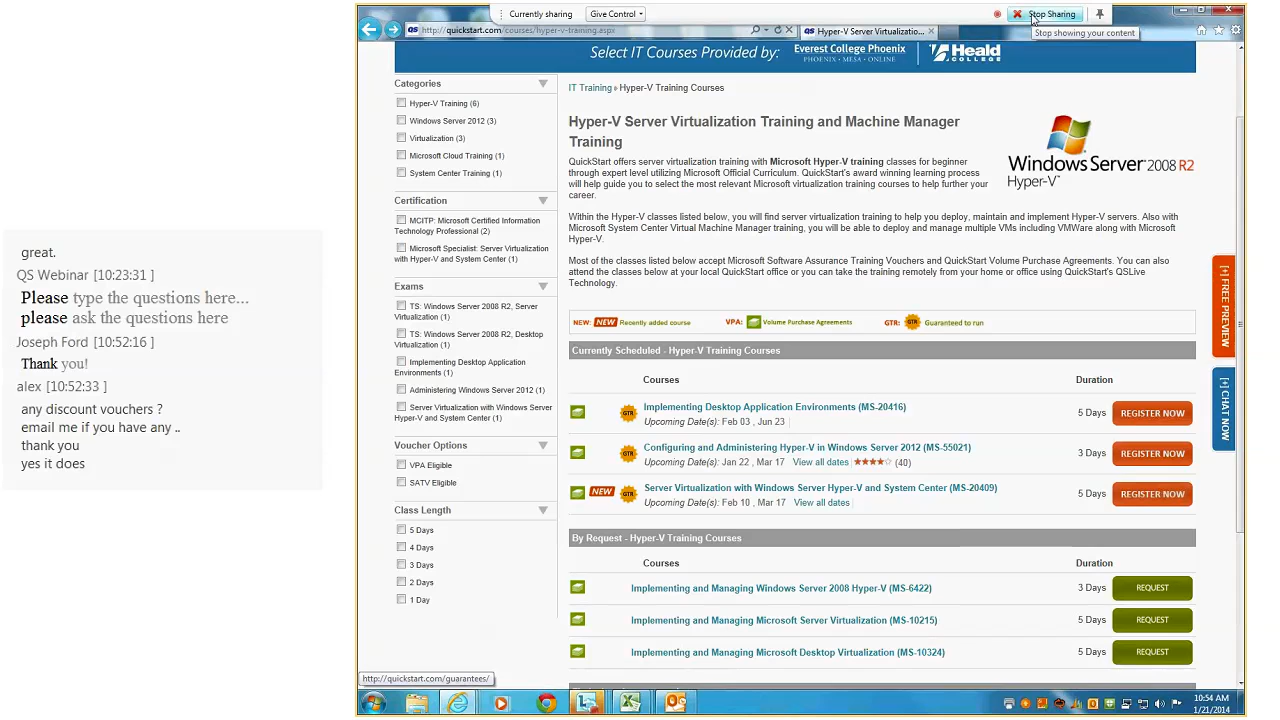 great.
QS Webinar [10:23:31 ]
Please type the questions here...
please ask the questions here
Joseph Ford [10:52:16 ]
Thank you!
alex [10:52:33 ]
any discount vouchers ?
email me if you have any ..
thank you
yes it does
Currently sharing
Give Control
Stop Sharing
Stop showing your content
QS http://quickstart.com/courses/hyper-v-training.aspx
QS Hyper-V Server Virtualizatio...
Select IT Courses Provided by:
Everest College Phoenix
PHOENIX • MESA • ONLINE
Heald
COLLEGE
Categories
Hyper-V Training (6)
Windows Server 2012 (3)
Virtualization (3)
Microsoft Cloud Training (1)
System Center Training (1)
Certification
MCITP: Microsoft Certified Information
Technology Professional (2)
Microsoft Specialist: Server Virtualization
with Hyper-V and System Center (1)
Exams
TS: Windows Server 2008 R2, Server
Virtualization (1)
TS: Windows Server 2008 R2, Desktop
Virtualization (1)
Implementing Desktop Application
Environments (1)
Administering Windows Server 2012 (1)
Server Virtualization with Windows Server
Hyper-V and System Center (1)
Voucher Options
VPA Eligible
SATV Eligible
Class Length
5 Days
4 Days
3 Days
2 Days
1 Day
IT Training » Hyper-V Training Courses
Hyper-V Server Virtualization Training and Machine Manager
Training
QuickStart offers server virtualization training with Microsoft Hyper-V training classes for beginner
through expert level utilizing Microsoft Official Curriculum. QuickStart's award winning learning process
will help guide you to select the most relevant Microsoft virtualization training courses to help further your
career.
Windows Server 2008 R2
Hyper-V™
Within the Hyper-V classes listed below, you will find server virtualization training to help you deploy, maintain and implement Hyper-V servers. Also with
Microsoft System Center Virtual Machine Manager training, you will be able to deploy and manage multiple VMs including VMWare along with Microsoft
Hyper-V.
Most of the classes listed below accept Microsoft Software Assurance Training Vouchers and QuickStart Volume Purchase Agreements. You can also
attend the classes below at your local QuickStart office or you can take the training remotely from your home or office using QuickStart's QSLive
Technology.
NEW: NEW Recently added course VPA: Volume Purchase Agreements GTR: GTR Guaranteed to run
Currently Scheduled - Hyper-V Training Courses
Courses Duration
GTR Implementing Desktop Application Environments (MS-20416) 5 Days REGISTER NOW
Upcoming Date(s): Feb 03 , Jun 23
GTR Configuring and Administering Hyper-V in Windows Server 2012 (MS-55021) 3 Days REGISTER NOW
Upcoming Date(s): Jan 22 , Mar 17 View all dates (40)
NEW GTR Server Virtualization with Windows Server Hyper-V and System Center (MS-20409) 5 Days REGISTER NOW
Upcoming Date(s): Feb 10 , Mar 17 View all dates
By Request - Hyper-V Training Courses
Courses Duration
Implementing and Managing Windows Server 2008 Hyper-V (MS-6422) 3 Days REQUEST
Implementing and Managing Microsoft Server Virtualization (MS-10215) 5 Days REQUEST
Implementing and Managing Microsoft Desktop Virtualization (MS-10324) 5 Days REQUEST
[+] FREE PREVIEW
[+] CHAT NOW
http://quickstart.com/guarantees/
10:54 AM
1/21/2014